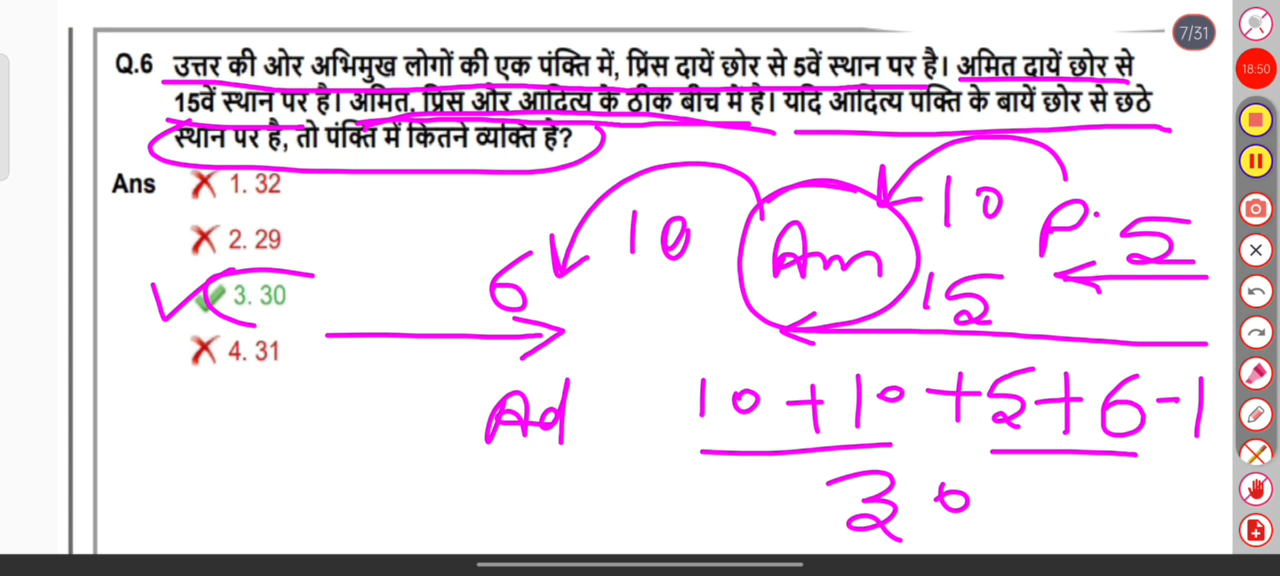 7/31
18:50
Q.6 उत्तर की ओर अभिमुख लोगों की एक पंक्ति में, प्रिंस दायें छोर से 5वें स्थान पर है। अमित दायें छोर से
15वें स्थान पर है। अमित, प्रिंस और आदित्य के ठीक बीच में है। यदि आदित्य पंक्ति के बायें छोर से छठे
स्थान पर है, तो पंक्ति में कितने व्यक्ति है?
Ans 1. 32
2. 29
3. 30
4. 31
6 10 Am 10 P. 5
15
Ad
10 + 10 + 5 + 6 - 1
30